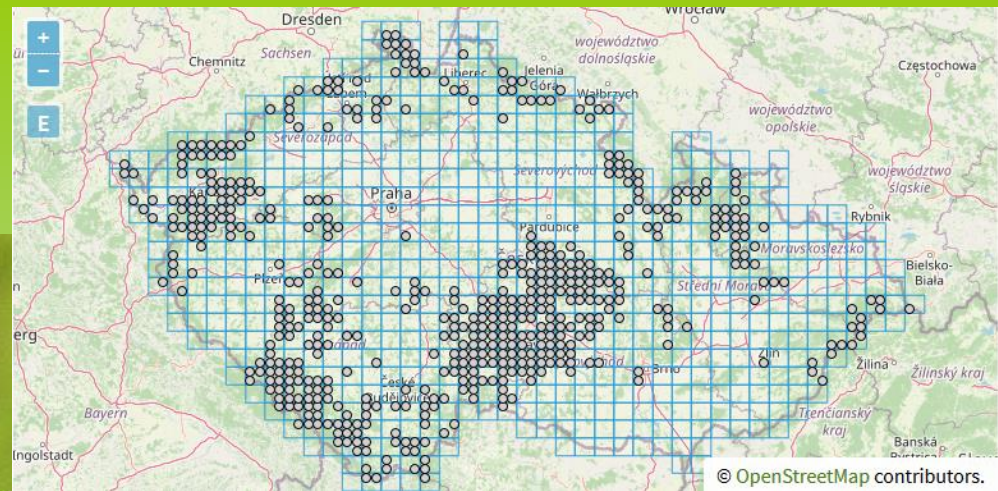 Dresden
Wrocław
+
−
E
Chemnitz
Sachsen
województwo
dolnośląskie
Częstochowa
Liberec
Jelenia
Góra
Wałbrzych
województwo
opolskie
Severozápad
Severovýchod
województwo
śląskie
Praha
Rybnik
Pardubice
Moravskoslezsko
Bielsko-
Biała
Plzeň
Střední Morava
Brno
Zlín
Žilina
Žilinský kraj
České
Budějovice
Bayern
Trenčianský
kraj
Ingolstadt
Banská
Bystrica
© OpenStreetMap contributors.